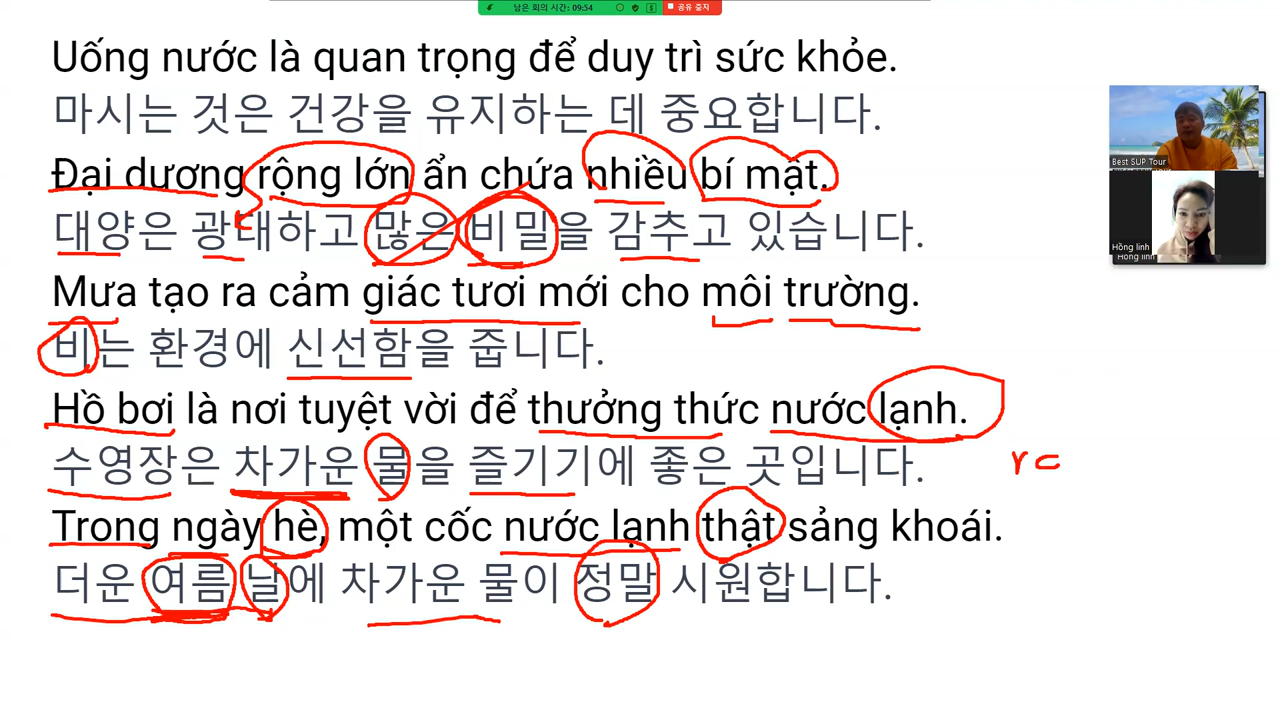 남은 회의 시간: 09:54
공유 중지
Uống nước là quan trọng để duy trì sức khỏe.
마시는 것은 건강을 유지하는 데 중요합니다.
Đại dương rộng lớn ẩn chứa nhiều bí mật.
대양은 광대하고 많은 비밀을 감추고 있습니다.
Mưa tạo ra cảm giác tươi mới cho môi trường.
비는 환경에 신선함을 줍니다.
Hồ bơi là nơi tuyệt vời để thưởng thức nước lạnh.
수영장은 차가운 물을 즐기기에 좋은 곳입니다.
Trong ngày hè, một cốc nước lạnh thật sảng khoái.
더운 여름 날에 차가운 물이 정말 시원합니다.
Best SUP Tour
Hồng linh
Hồng linh